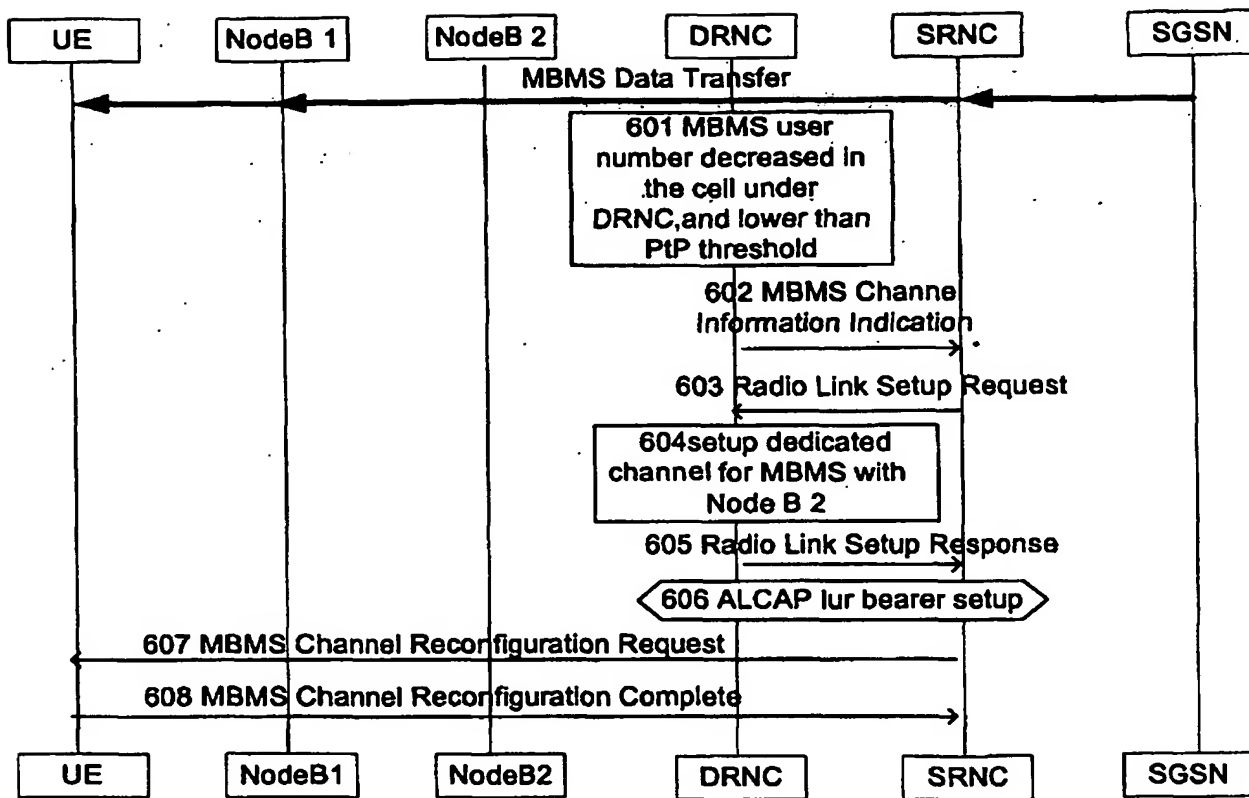 UE
NodeB 1
NodeB 2
DRNC
SRNC
SGSN
MBMS Data Transfer
601 MBMS user
number decreased in
the cell under
DRNC,and lower than
PtP threshold
602 MBMS Channe
Information Indication
603 Radio Link Setup Request
604setup dedicated
channel for MBMS with
Node B 2
605 Radio Link Setup Response
606 ALCAP Iur bearer setup
607 MBMS Channel Reconfiguration Request
608 MBMS Channel Reconfiguration Complete
UE
NodeB1
NodeB2
DRNC
SRNC
SGSN